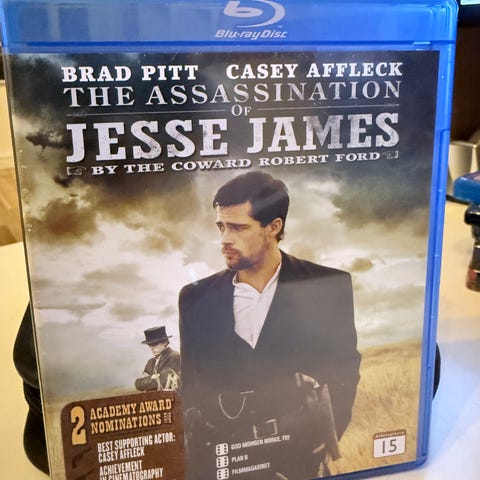 Blu-ray Disc
BRAD PITT CASEY AFFLECK
THE ASSASSINATION
OF
JESSE JAMES
BY THE COWARD ROBERT FORD
2 ACADEMY AWARD
NOMINATIONS
BEST SUPPORTING ACTOR:
CASEY AFFLECK
ACHIEVEMENT
IN CINEMATOGRAPHY
GOD MORGEN NORGE, TV2
PLAN B
FILMMAGASINET
15